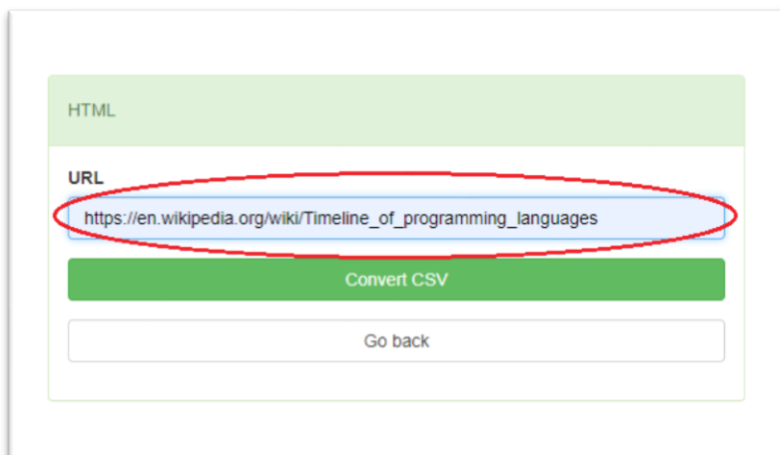 HTML
URL
https://en.wikipedia.org/wiki/Timeline_of_programming_languages
Convert CSV
Go back